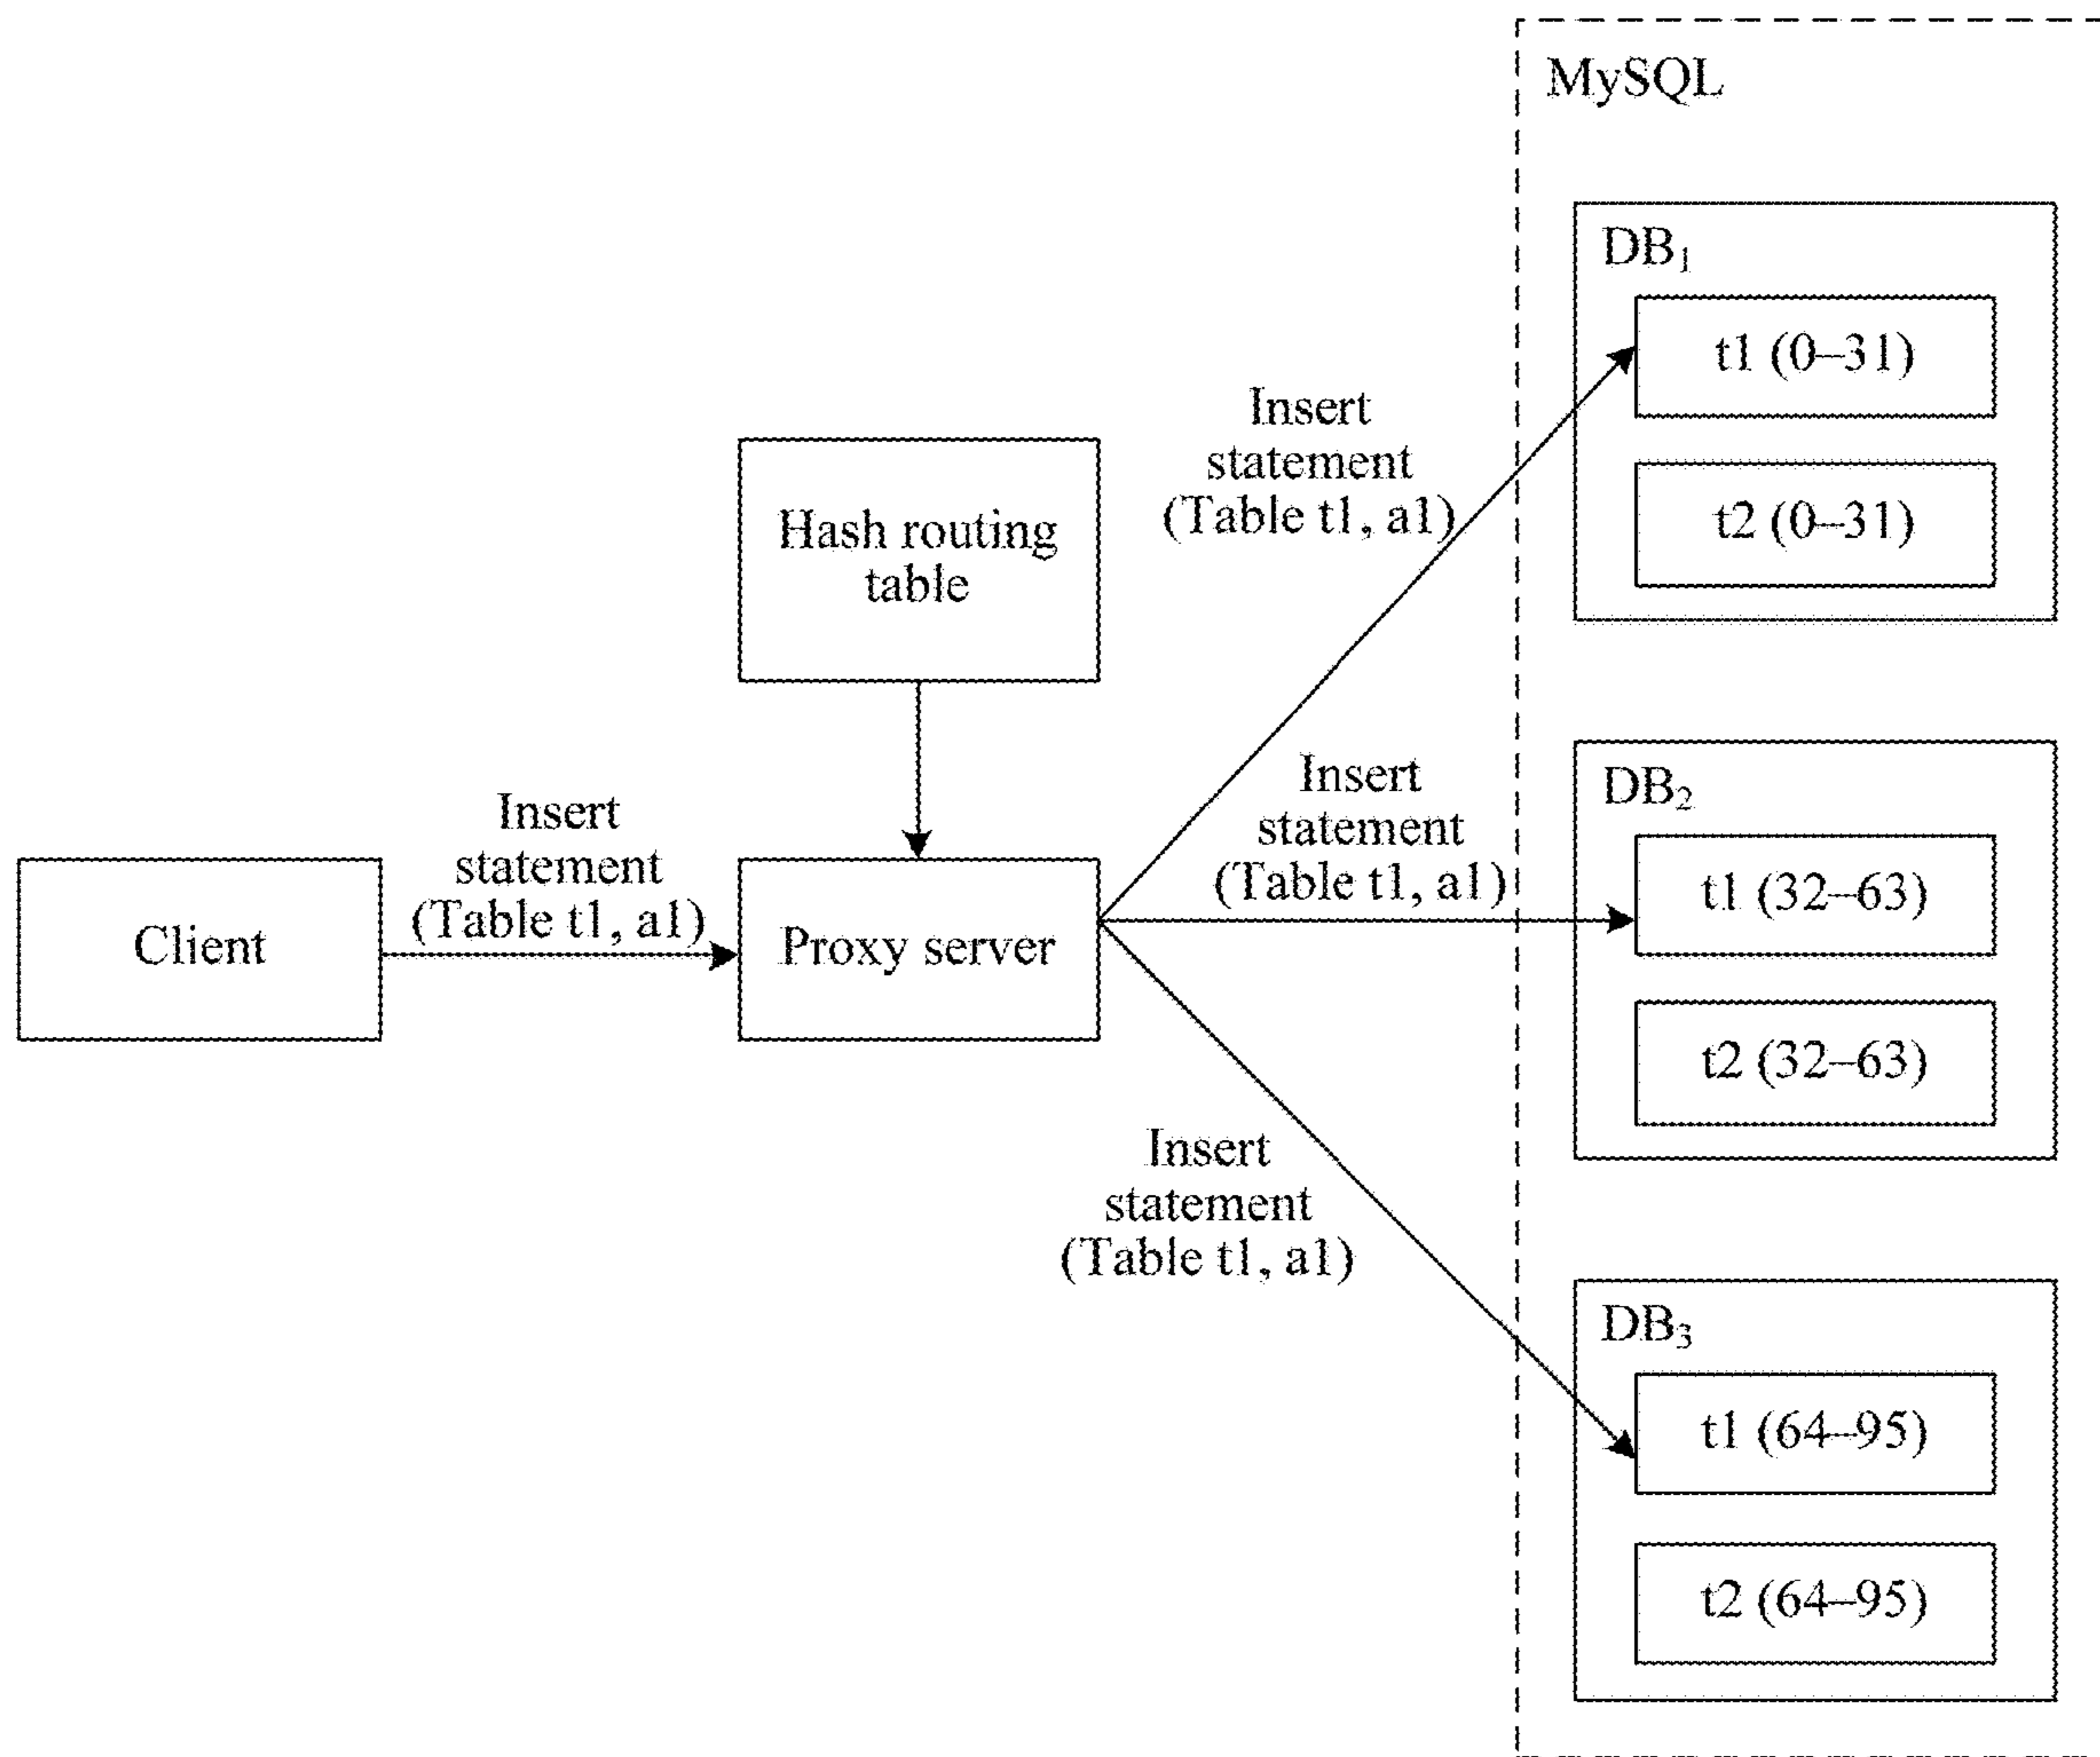 MySQL
DB₁
t1 (0–31)
t2 (0–31)
Insert
statement
(Table t1, a1)
Hash routing
table
Insert
statement
(Table t1, a1)
DB₂
t1 (32–63)
t2 (32–63)
Insert
statement
(Table t1, a1)
Client
Proxy server
Insert
statement
(Table t1, a1)
DB₃
t1 (64–95)
t2 (64–95)